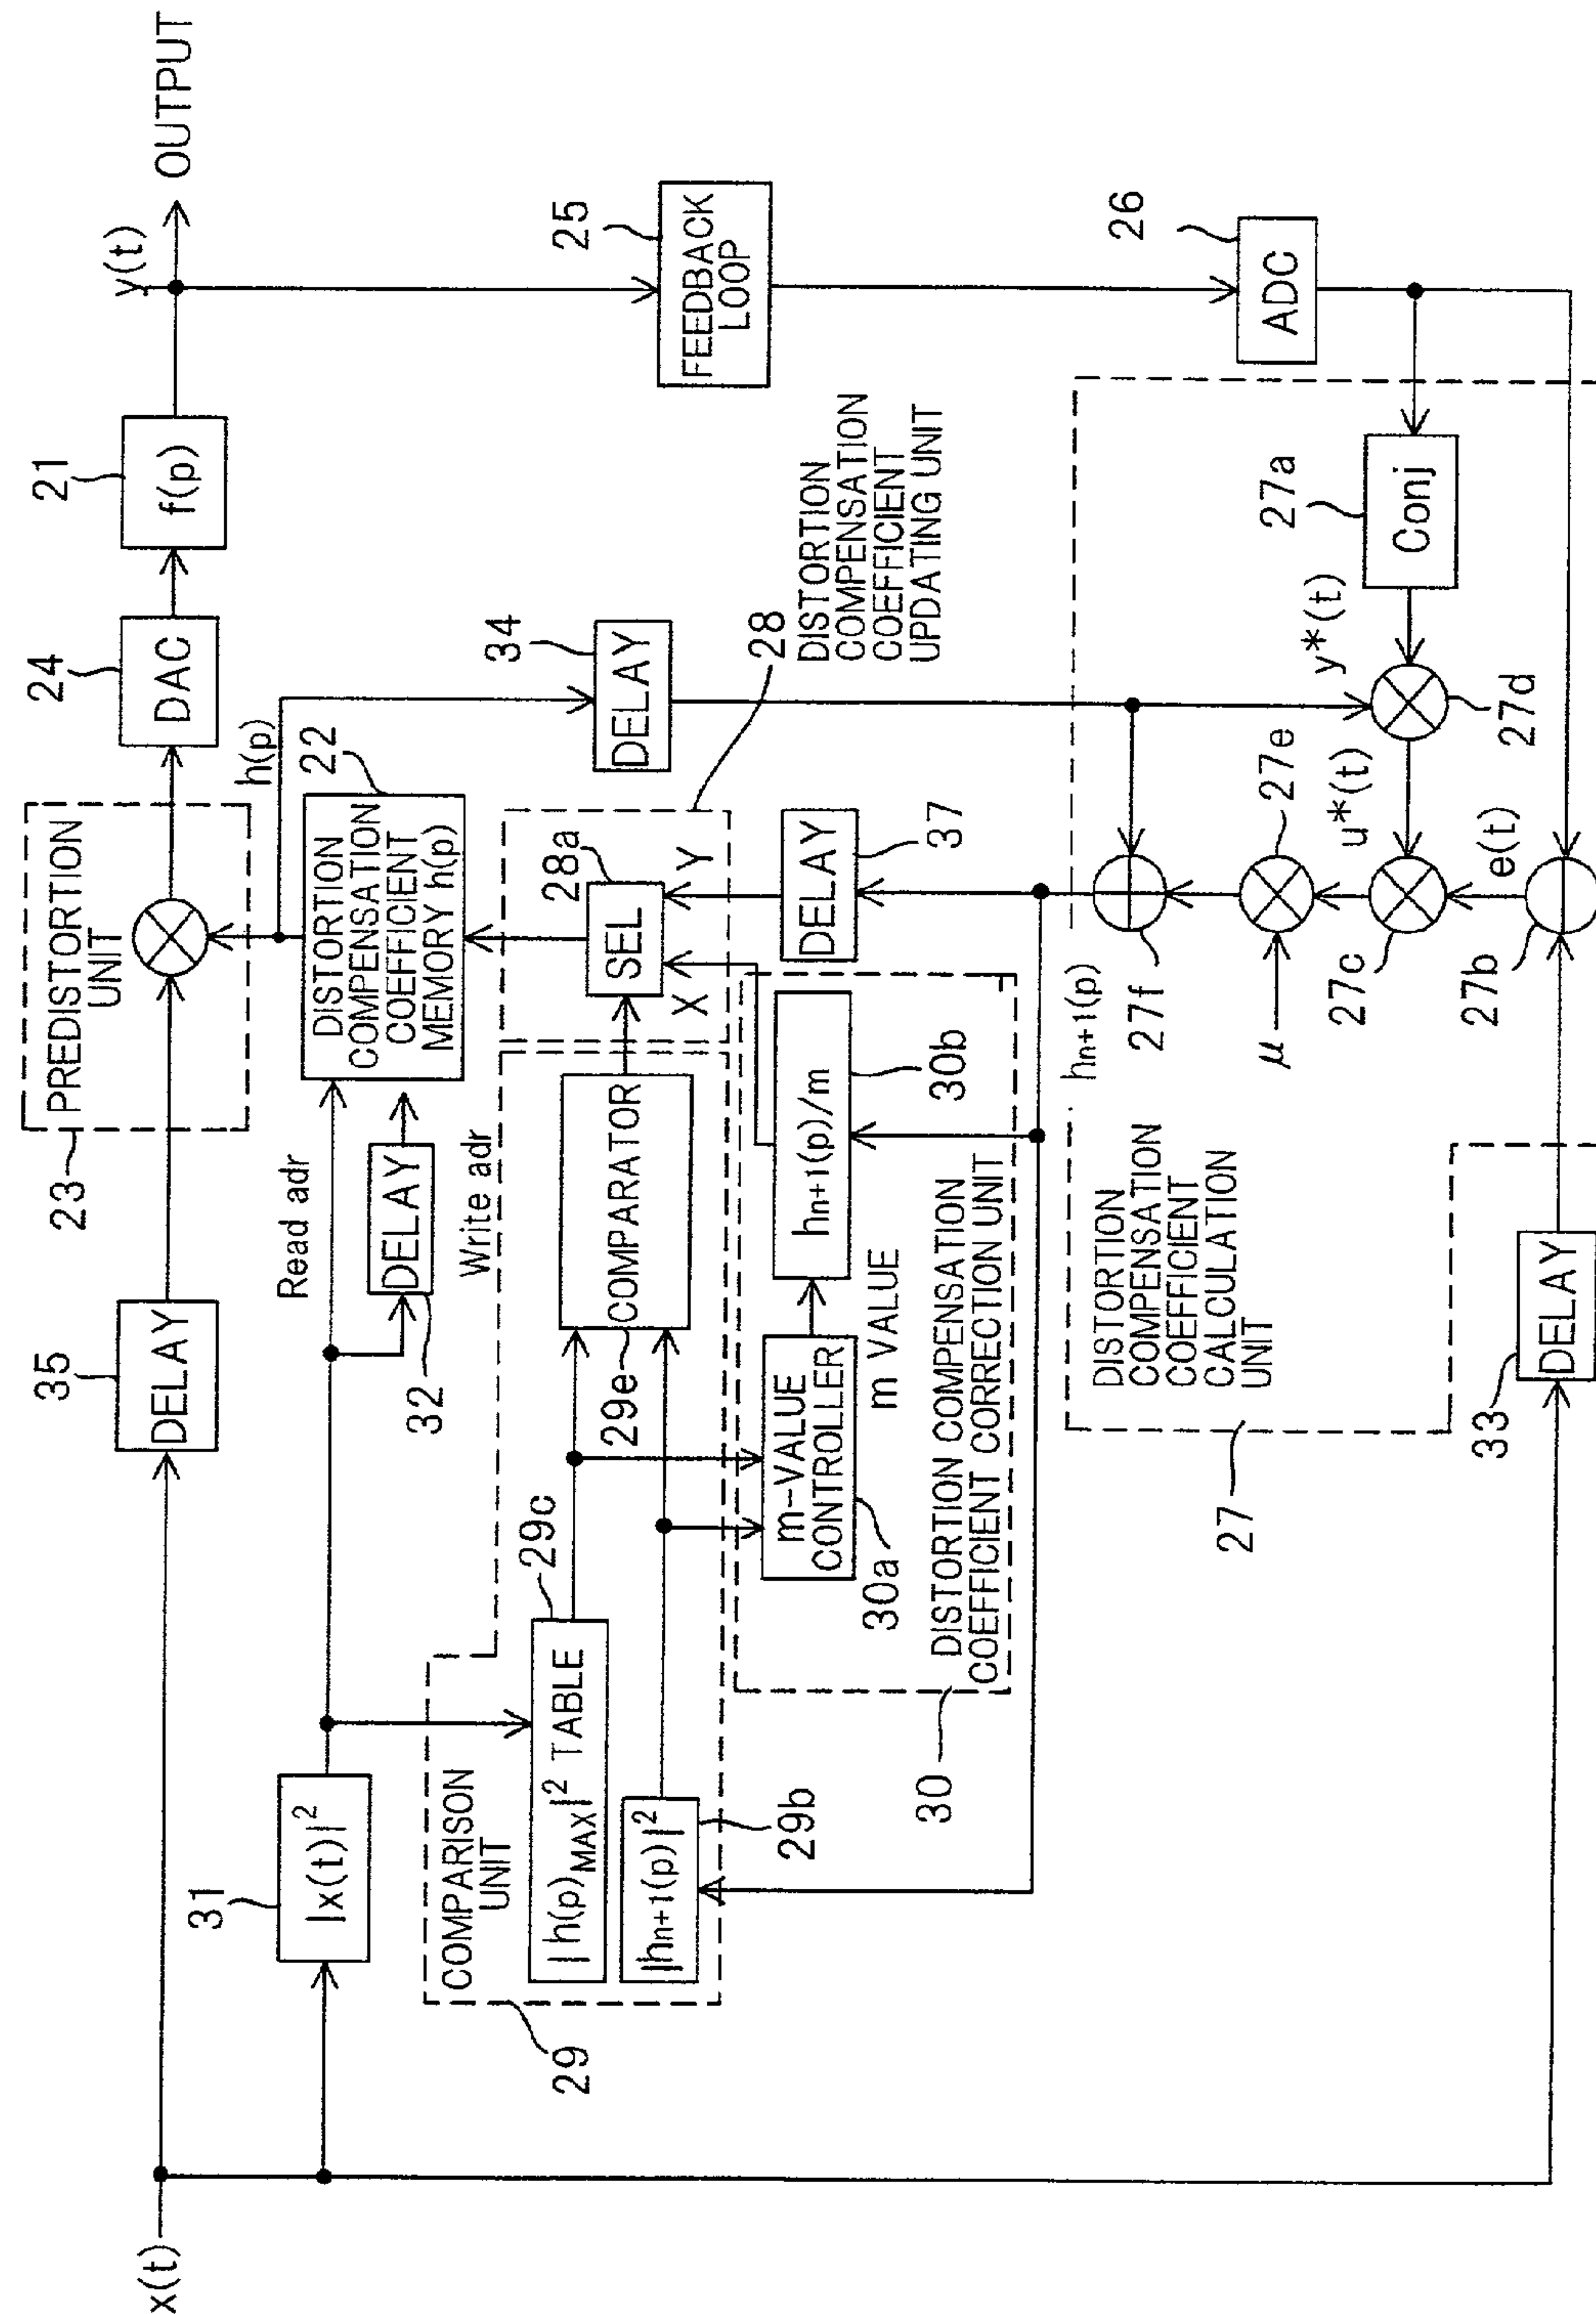 x(t)
35
DELAY
23
PREDISTORTION
UNIT
24
DAC
21
f(p)
y(t)
OUTPUT
31
|x(t)|²
Read adr
DELAY
32
Write adr
h(p)
22
DISTORTION
COMPENSATION
COEFFICIENT
MEMORY h(p)
34
DELAY
25
FEEDBACK
LOOP
29
COMPARISON
UNIT
|h(p)MAX|² TABLE
29c
|hn+1(p)|²
29b
29e
COMPARATOR
28a
SEL
X
Y
28
DISTORTION
COMPENSATION
COEFFICIENT
UPDATING UNIT
DELAY
37
m-VALUE
CONTROLLER
30a
m VALUE
hn+1(p)/m
30b
30
DISTORTION COMPENSATION
COEFFICIENT CORRECTION UNIT
26
ADC
27
DISTORTION
COMPENSATION
COEFFICIENT
CALCULATION
UNIT
hn+1(p)
27f
μ
27e
27c
u*(t)
y*(t)
27d
27a
Conj
e(t)
27b
33
DELAY